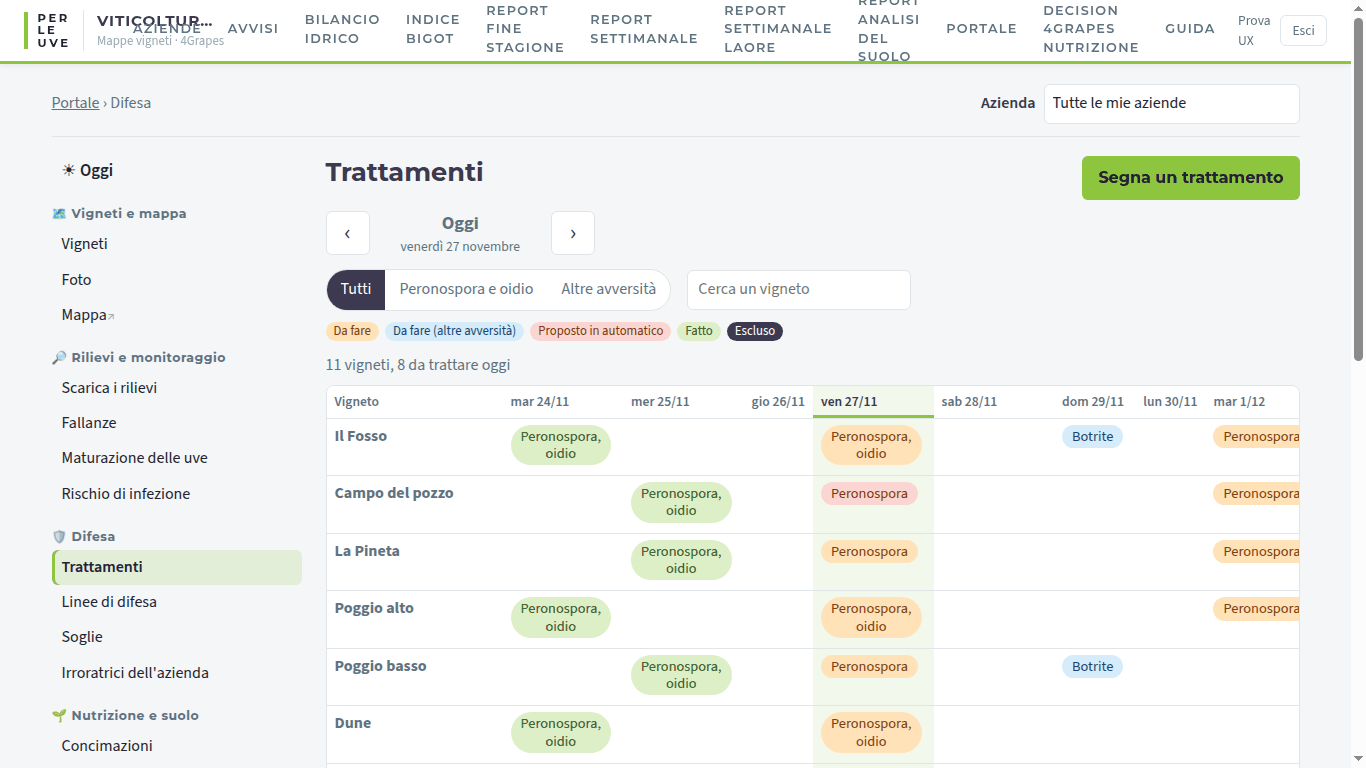 PER
LE
UVE
VITICOLTUR...
Mappe vigneti · 4Grapes
AZIENDE
AVVISI
BILANCIO
IDRICO
INDICE
BIGOT
REPORT
FINE
STAGIONE
REPORT
SETTIMANALE
REPORT
SETTIMANALE
LAORE
REPORT
ANALISI
DEL
SUOLO
PORTALE
DECISION
4GRAPES
NUTRIZIONE
GUIDA
Prova
UX
Esci
Portale › Difesa
Azienda
Tutte le mie aziende
☀ Oggi
🗺️ Vigneti e mappa
Vigneti
Foto
Mappa↗
🔎 Rilievi e monitoraggio
Scarica i rilievi
Fallanze
Maturazione delle uve
Rischio di infezione
🛡️ Difesa
Trattamenti
Linee di difesa
Soglie
Irroratrici dell'azienda
🌱 Nutrizione e suolo
Concimazioni
Trattamenti
Segna un trattamento
‹
Oggi
venerdì 27 novembre
›
Tutti
Peronospora e oidio
Altre avversità
Cerca un vigneto
Da fare
Da fare (altre avversità)
Proposto in automatico
Fatto
Escluso
11 vigneti, 8 da trattare oggi
Vigneto mar 24/11 mer 25/11 gio 26/11 ven 27/11 sab 28/11 dom 29/11 lun 30/11 mar 1/12
Il Fosso
Peronospora,
oidio
Peronospora,
oidio
Botrite
Peronospora
Campo del pozzo
Peronospora,
oidio
Peronospora
Peronospora
La Pineta
Peronospora,
oidio
Peronospora
Peronospora
Poggio alto
Peronospora,
oidio
Peronospora,
oidio
Peronospora
Poggio basso
Peronospora,
oidio
Peronospora
Botrite
Dune
Peronospora,
oidio
Peronospora,
oidio